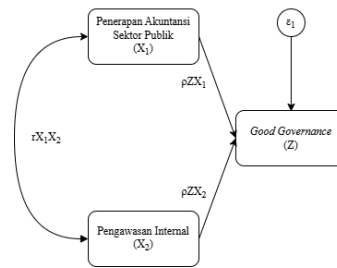 Penerapan Akuntansi
Sektor Publik
(X₁)
ε₁
ρZX₁
Good Governance
(Z)
rX₁X₂
ρZX₂
Pengawasan Internal
(X₂)